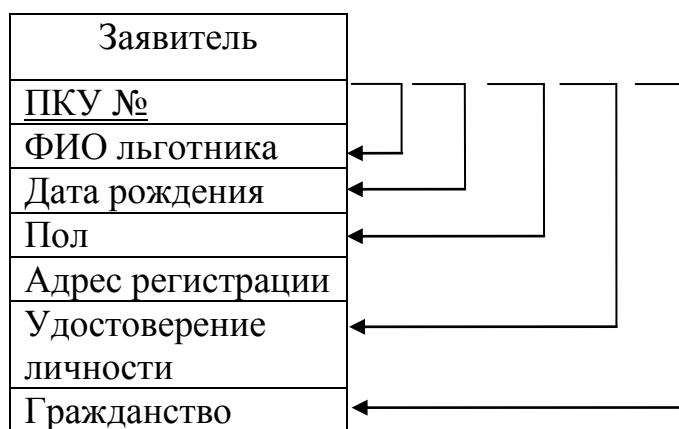 Заявитель
ПКУ №
ФИО льготника
Дата рождения
Пол
Адрес регистрации
Удостоверение
личности
Гражданство